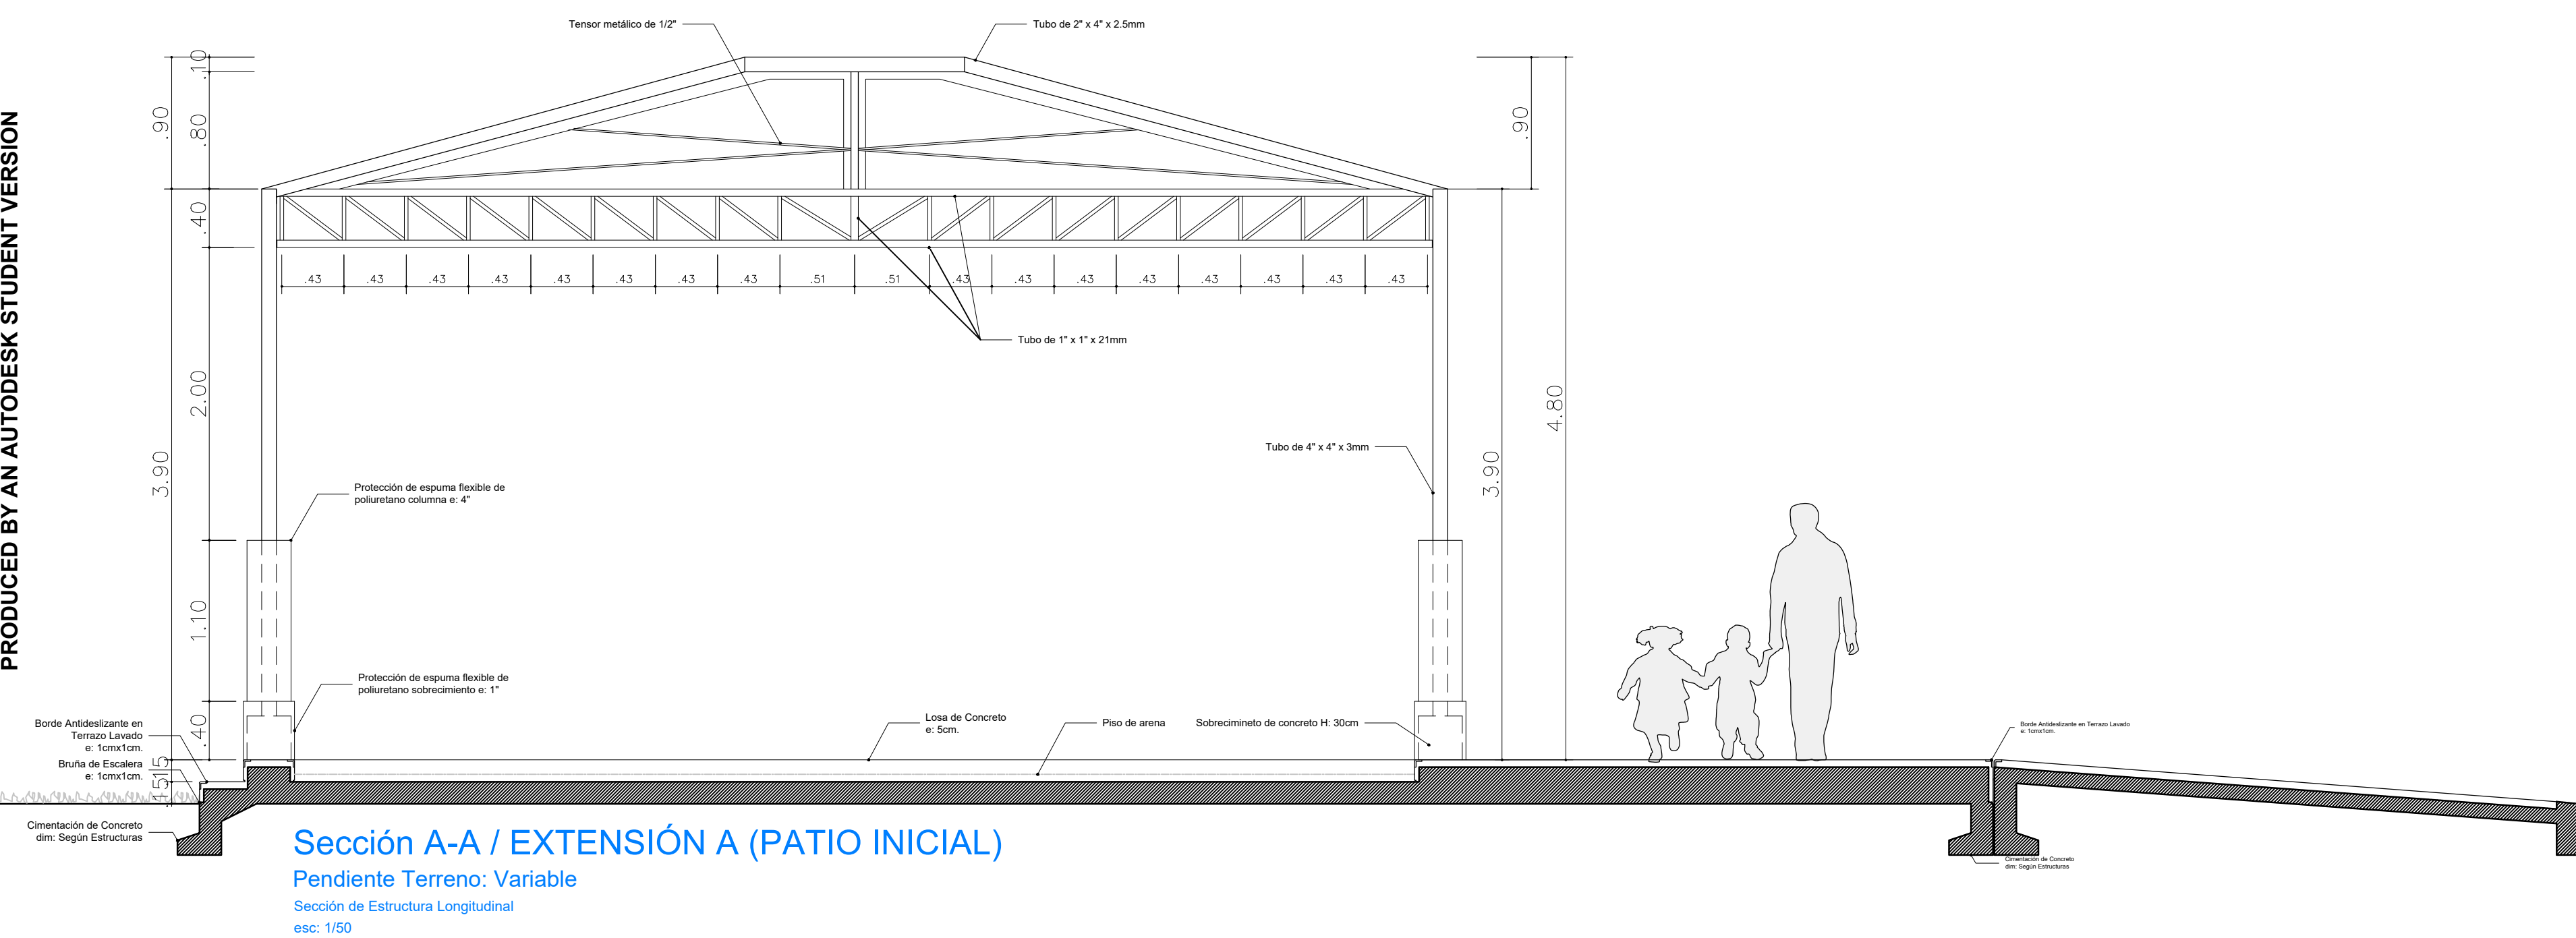 PRODUCED BY AN AUTODESK STUDENT VERSION
Tensor metálico de 1/2"
Tubo de 2" x 4" x 2.5mm
.10
.90
.80
.40
.90
.43 .43 .43 .43 .43 .43 .43 .43 .51 .51 .43 .43 .43 .43 .43 .43 .43 .43
Tubo de 1" x 1" x 21mm
2.00
3.90
4.80
3.90
Tubo de 4" x 4" x 3mm
Protección de espuma flexible de
poliuretano columna e: 4"
1.10
Protección de espuma flexible de
poliuretano sobrecimiento e: 1"
.40
Borde Antideslizante en
Terrazo Lavado
e: 1cmx1cm.
Bruña de Escalera
e: 1cmx1cm.
.15
.15
Losa de Concreto
e: 5cm.
Piso de arena
Sobrecimineto de concreto H: 30cm
Borde Antideslizante en Terrazo Lavado
e: 1cmx1cm.
Cimentación de Concreto
dim: Según Estructuras
Cimentación de Concreto
dim: Según Estructuras
Sección A-A / EXTENSIÓN A (PATIO INICIAL)
Pendiente Terreno: Variable
Sección de Estructura Longitudinal
esc: 1/50